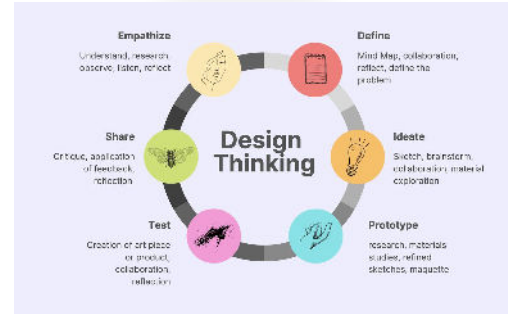 Empathize
Understand, research,
observe, listen, reflect
Define
Mind Map, collaboration,
reflect, define the
problem
Share
Critique, application
of feedback,
reflection
Design
Thinking
Ideate
Sketch, brainstorm,
collaboration, material
exploration
Test
Creation of art piece
or product,
collaboration,
reflection
Prototype
research, materials
studies, refined
sketches, maquette